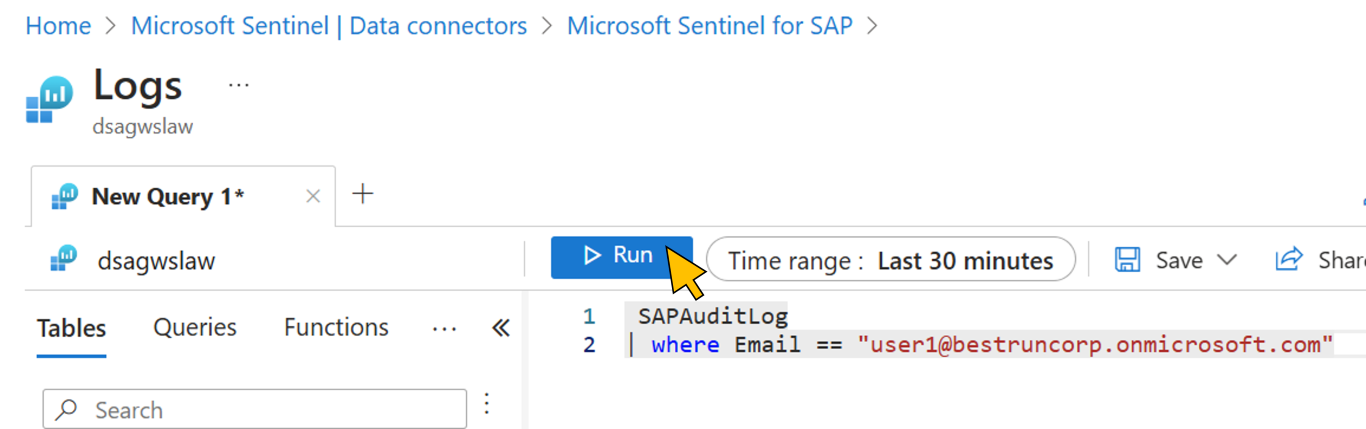 Home > Microsoft Sentinel | Data connectors > Microsoft Sentinel for SAP >
Logs ...
dsagwslaw
New Query 1* × +
dsagwslaw
Run Time range : Last 30 minutes Save Shar
Tables Queries Functions ... «
Search
1 SAPAuditLog
2 | where Email == "user1@bestruncorp.onmicrosoft.com"